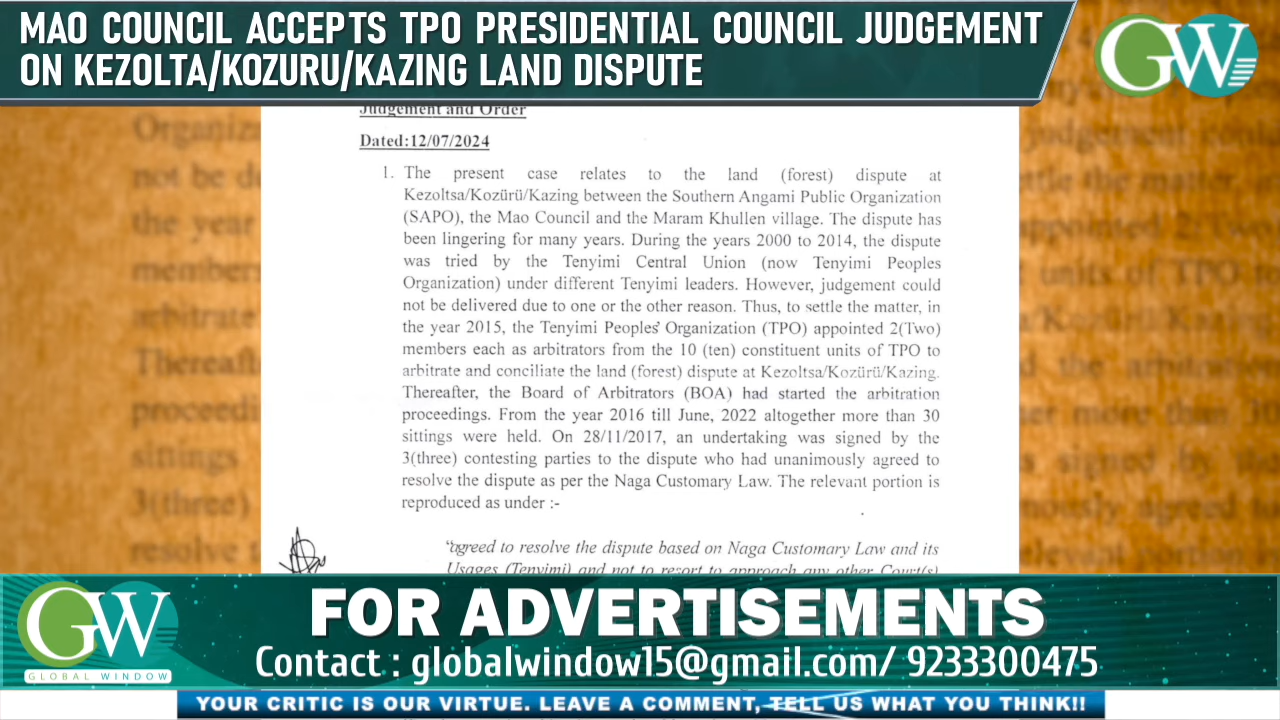 MAO COUNCIL ACCEPTS TPO PRESIDENTIAL COUNCIL JUDGEMENT
ON KEZOLTA/KOZURU/KAZING LAND DISPUTE
GW
Judgement and Order
Dated:12/07/2024
1. The present case relates to the land (forest) dispute at
Kezoltsa/Kozürü/Kazing between the Southern Angami Public Organization
(SAPO), the Mao Council and the Maram Khullen village. The dispute has
been lingering for many years. During the years 2000 to 2014, the dispute
was tried by the Tenyimi Central Union (now Tenyimi Peoples
Organization) under different Tenyimi leaders. However, judgement could
not be delivered due to one or the other reason. Thus, to settle the matter, in
the year 2015, the Tenyimi Peoples' Organization (TPO) appointed 2(Two)
members each as arbitrators from the 10 (ten) constituent units of TPO to
arbitrate and conciliate the land (forest) dispute at Kezoltsa/Kozürü/Kazing.
Thereafter, the Board of Arbitrators (BOA) had started the arbitration
proceedings. From the year 2016 till June, 2022 altogether more than 30
sittings were held. On 28/11/2017, an undertaking was signed by the
3(three) contesting parties to the dispute who had unanimously agreed to
resolve the dispute as per the Naga Customary Law. The relevant portion is
reproduced as under :-
"agreed to resolve the dispute based on Naga Customary Law and its
Usages (Tenyimi) and not to resort to approach any other Court(s)
GW
GLOBAL WINDOW
FOR ADVERTISEMENTS
Contact : globalwindow15@gmail.com/ 9233300475
YOUR CRITIC IS OUR VIRTUE. LEAVE A COMMENT, TELL US WHAT YOU THINK!!